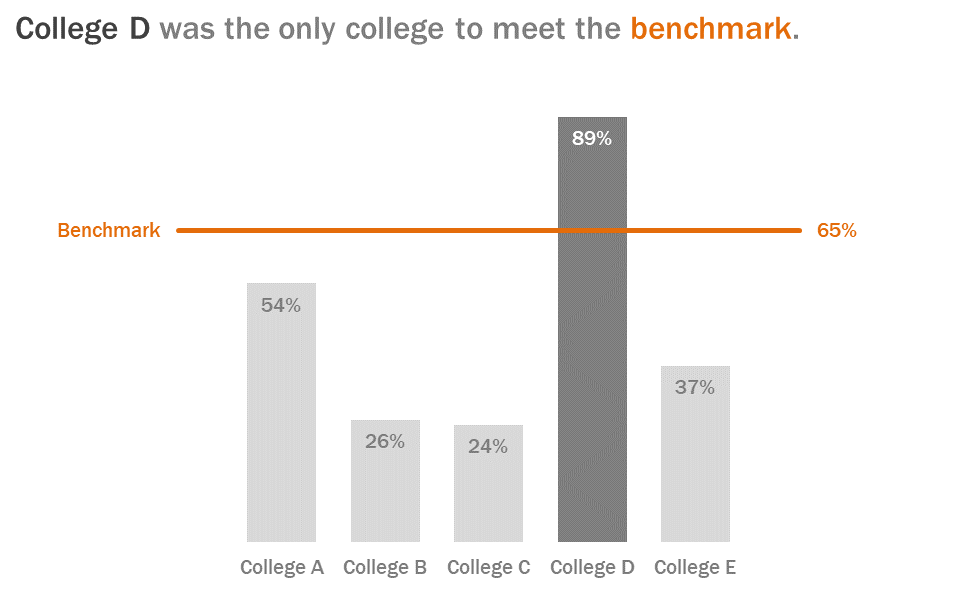 College D was the only college to meet the benchmark.
89%
Benchmark 65%
54%
37%
26%
24%
College A College B College C College D College E